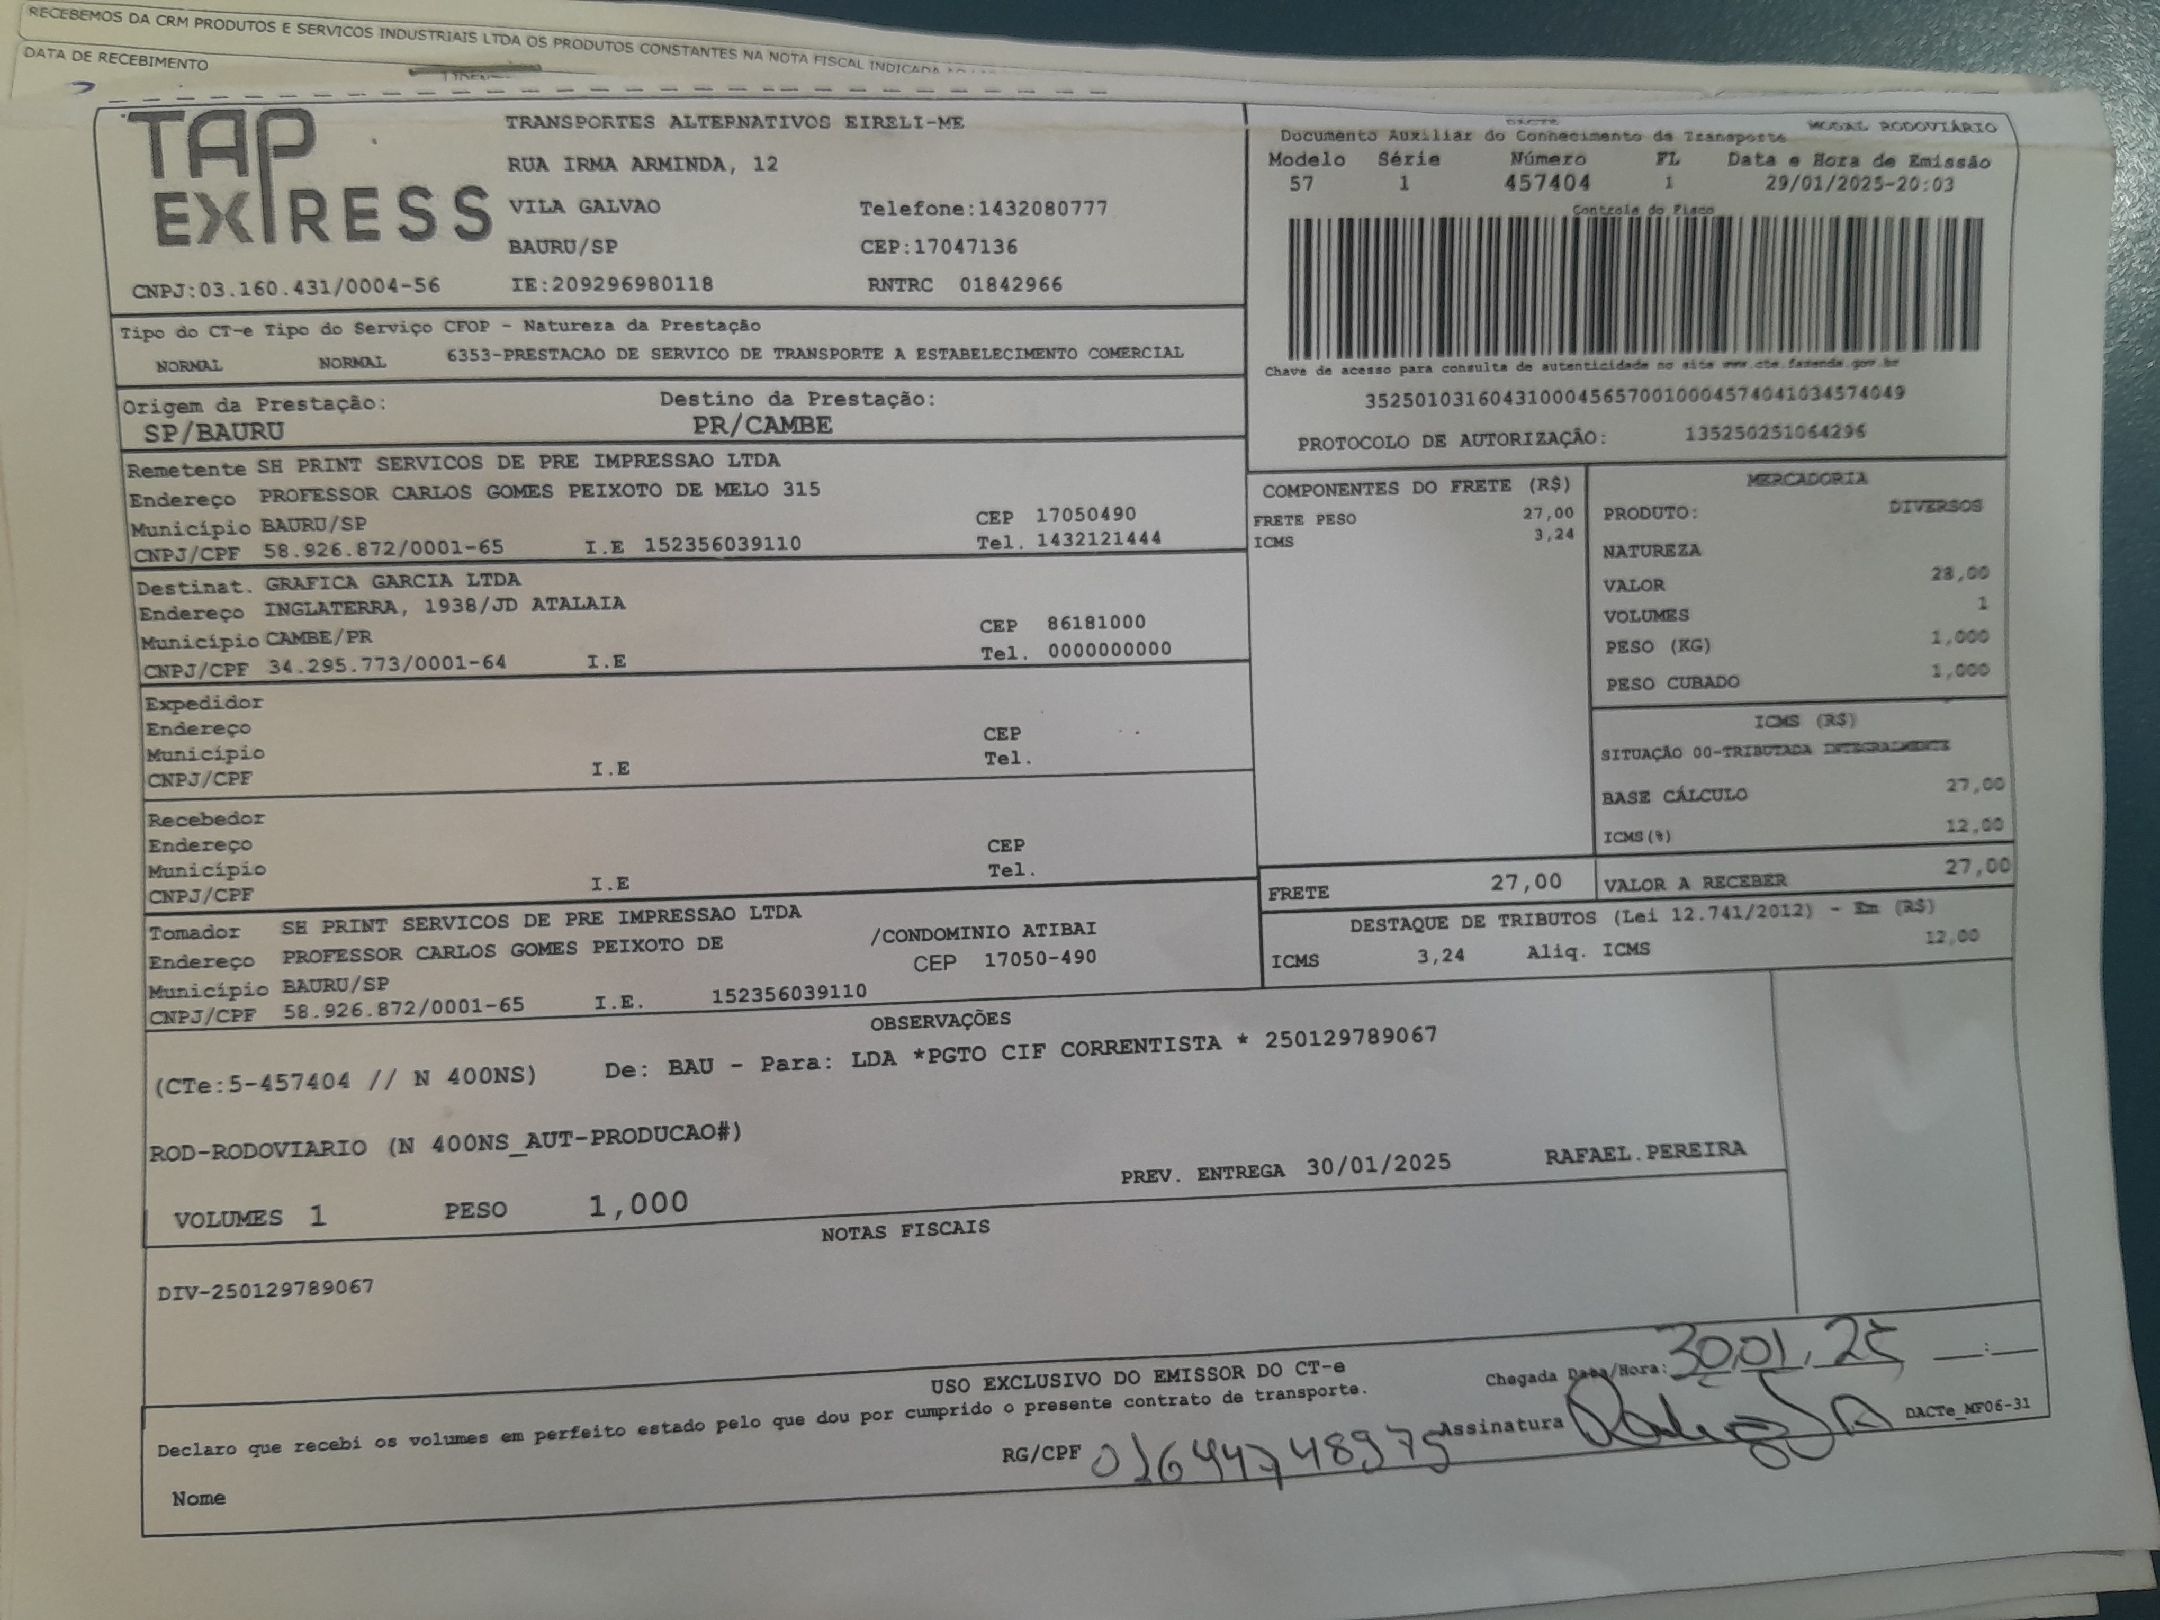 RECEBEMOS DA CRM PRODUTOS E SERVICOS INDUSTRIAIS LTDA OS PRODUTOS CONSTANTES NA NOTA FISCAL INDICADA
DATA DE RECEBIMENTO
TAP EXPRESS
TRANSPORTES ALTERNATIVOS EIRELI-ME
RUA IRMA ARMINDA, 12
VILA GALVAO Telefone:1432080777
BAURU/SP CEP:17047136
CNPJ:03.160.431/0004-56 IE:209296980118 RNTRC 01842966
DACTE MODAL RODOVIÁRIO
Documento Auxiliar do Conhecimento de Transporte
Modelo Série Número FL Data e Hora de Emissão
57 1 457404 1 29/01/2025-20:03
Controle do Fisco
Chave de acesso para consulta de autenticidade no site www.cte.fazenda.gov.br
35250103160431000456570010004574041034574049
PROTOCOLO DE AUTORIZAÇÃO: 135250251064296
Tipo do CT-e Tipo do Serviço CFOP - Natureza da Prestação
NORMAL NORMAL 6353-PRESTACAO DE SERVICO DE TRANSPORTE A ESTABELECIMENTO COMERCIAL
Origem da Prestação: Destino da Prestação:
SP/BAURU PR/CAMBE
Remetente SH PRINT SERVICOS DE PRE IMPRESSAO LTDA
Endereço PROFESSOR CARLOS GOMES PEIXOTO DE MELO 315
Município BAURU/SP CEP 17050490
CNPJ/CPF 58.926.872/0001-65 I.E 152356039110 Tel. 1432121444
Destinat. GRAFICA GARCIA LTDA
Endereço INGLATERRA, 1938/JD ATALAIA
Município CAMBE/PR CEP 86181000
CNPJ/CPF 34.295.773/0001-64 I.E Tel. 0000000000
Expedidor
Endereço CEP
Município Tel.
CNPJ/CPF I.E
Recebedor
Endereço CEP
Município Tel.
CNPJ/CPF I.E
Tomador SH PRINT SERVICOS DE PRE IMPRESSAO LTDA
Endereço PROFESSOR CARLOS GOMES PEIXOTO DE /CONDOMINIO ATIBAI
Município BAURU/SP CEP 17050-490
CNPJ/CPF 58.926.872/0001-65 I.E. 152356039110
COMPONENTES DO FRETE (R$)
FRETE PESO 27,00
ICMS 3,24
MERCADORIA
PRODUTO: DIVERSOS
NATUREZA
VALOR 28,00
VOLUMES 1
PESO (KG) 1,000
PESO CUBADO 1,000
ICMS (R$)
SITUAÇÃO 00-TRIBUTADA INTEGRALMENTE
BASE CÁLCULO 27,00
ICMS(%) 12,00
FRETE 27,00 VALOR A RECEBER 27,00
DESTAQUE DE TRIBUTOS (Lei 12.741/2012) - Em (R$)
ICMS 3,24 Aliq. ICMS 12,00
OBSERVAÇÕES
(CTe:5-457404 // N 400NS) De: BAU - Para: LDA *PGTO CIF CORRENTISTA * 250129789067
ROD-RODOVIARIO (N 400NS_AUT-PRODUCAO#)
PREV. ENTREGA 30/01/2025 RAFAEL.PEREIRA
VOLUMES 1 PESO 1,000
NOTAS FISCAIS
DIV-250129789067
USO EXCLUSIVO DO EMISSOR DO CT-e
Chegada Data/Hora: 30.01.25 __:__
Declaro que recebi os volumes em perfeito estado pelo que dou por cumprido o presente contrato de transporte.
Nome RG/CPF 01644748975 Assinatura DACTe_MF06-31